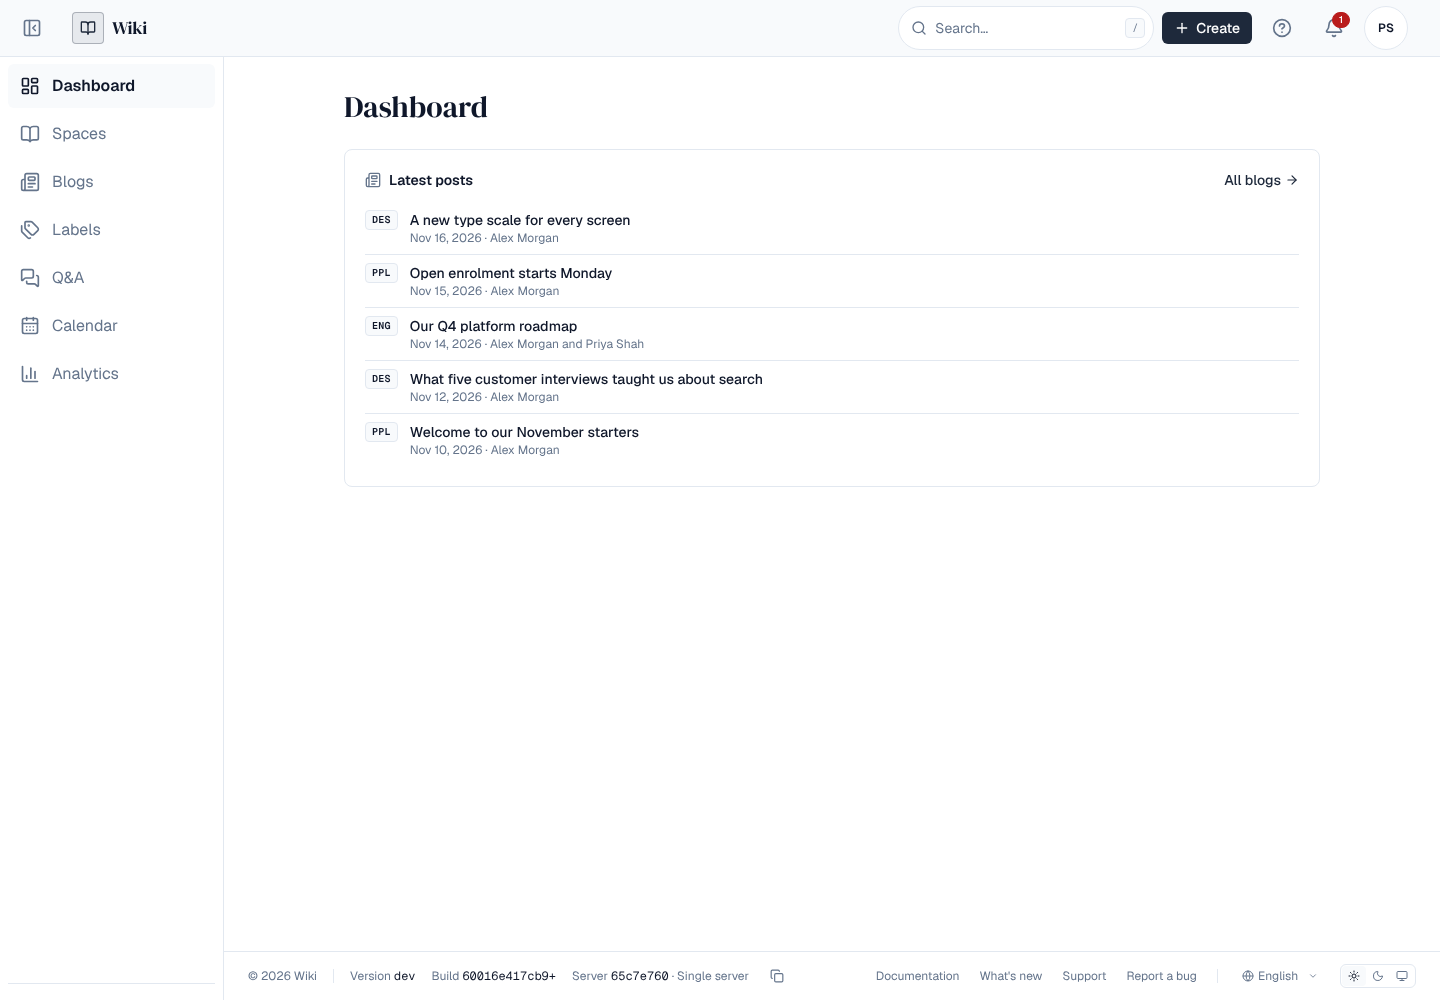 Wiki
Search...
/
Create
1
PS
Dashboard
Spaces
Blogs
Labels
Q&A
Calendar
Analytics
Dashboard
Latest posts
All blogs
DES
A new type scale for every screen
Nov 16, 2026 · Alex Morgan
PPL
Open enrolment starts Monday
Nov 15, 2026 · Alex Morgan
ENG
Our Q4 platform roadmap
Nov 14, 2026 · Alex Morgan and Priya Shah
DES
What five customer interviews taught us about search
Nov 12, 2026 · Alex Morgan
PPL
Welcome to our November starters
Nov 10, 2026 · Alex Morgan
© 2026 Wiki
Version dev
Build 60016e417cb9+
Server 65c7e760 · Single server
Documentation
What's new
Support
Report a bug
English